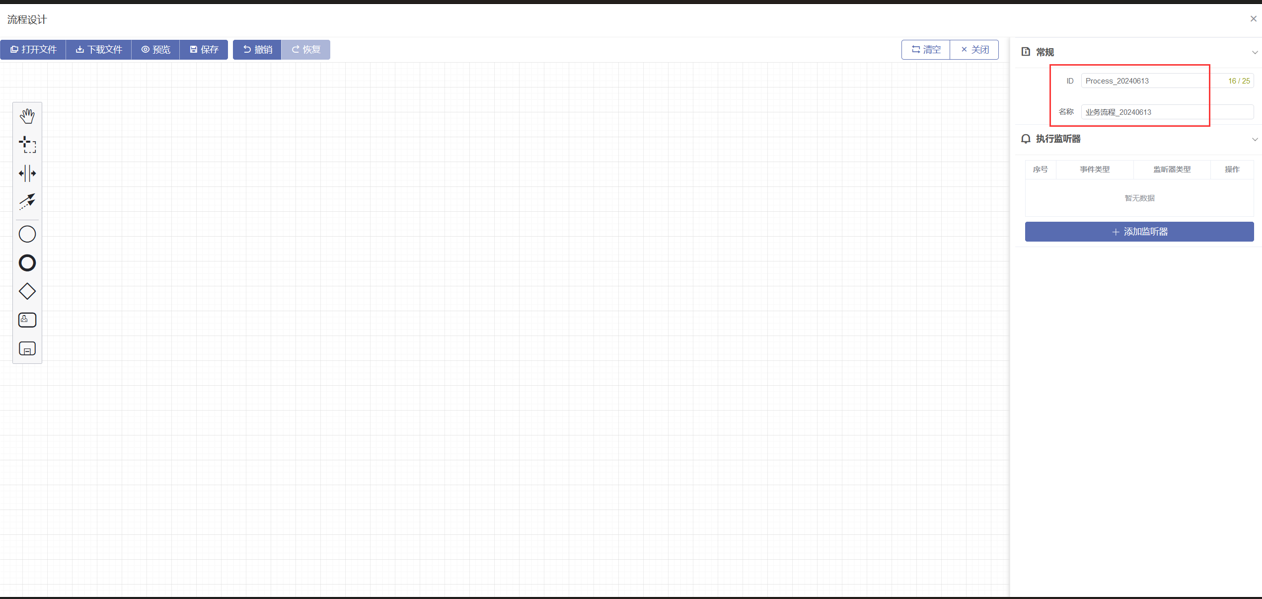 流程设计
打开文件 下载文件 预览 保存 撤销 恢复 清空 关闭
常规
ID Process_20240613 16 / 25
名称 业务流程_20240613
执行监听器
序号 事件类型 监听器类型 操作
暂无数据
添加监听器